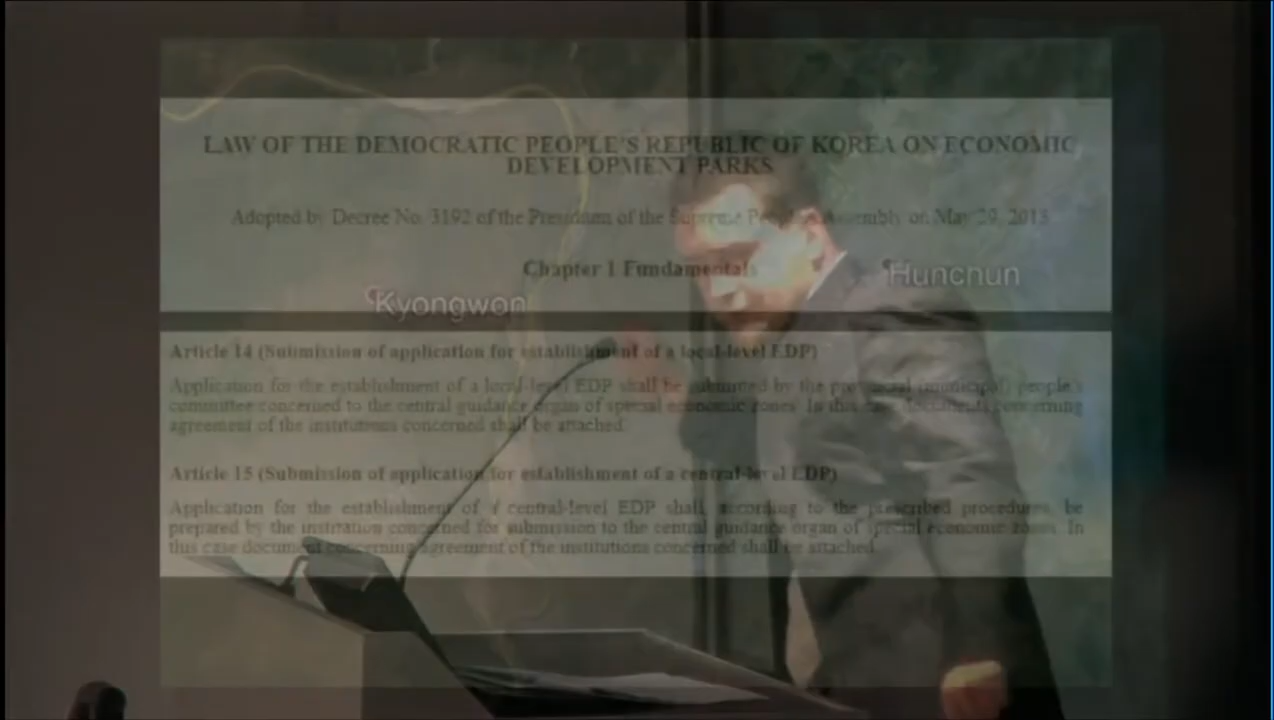 LAW OF THE DEMOCRATIC PEOPLE'S REPUBLIC OF KOREA ON ECONOMIC
DEVELOPMENT PARKS
Adopted by Decree No. 3192 of the Presidium of the Supreme People's Assembly on May 29, 2013
Chapter 1 Fundamentals
Hunchun
Kyongwon
Article 14 (Submission of application for establishment of a local-level EDP)
Application for the establishment of a local-level EDP shall be submitted by the provincial (municipal) people's
committee concerned to the central guidance organ of special economic zones. In this case documents concerning
agreement of the institutions concerned shall be attached.
Article 15 (Submission of application for establishment of a central-level EDP)
Application for the establishment of a central-level EDP shall, according to the prescribed procedures, be
prepared by the institution concerned for submission to the central guidance organ of special economic zones. In
this case document concerning agreement of the institutions concerned shall be attached.